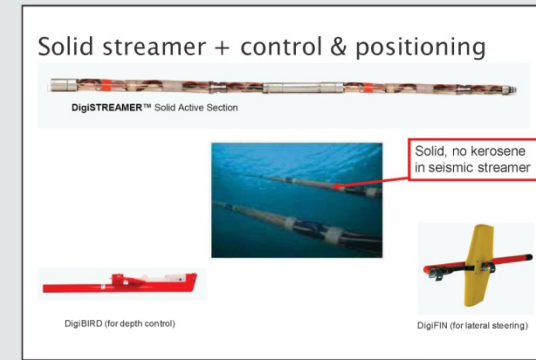 Solid streamer + control & positioning
DigiSTREAMER™ Solid Active Section
Solid, no kerosene
in seismic streamer
DigiBIRD (for depth control)
DigiFIN (for lateral steering)